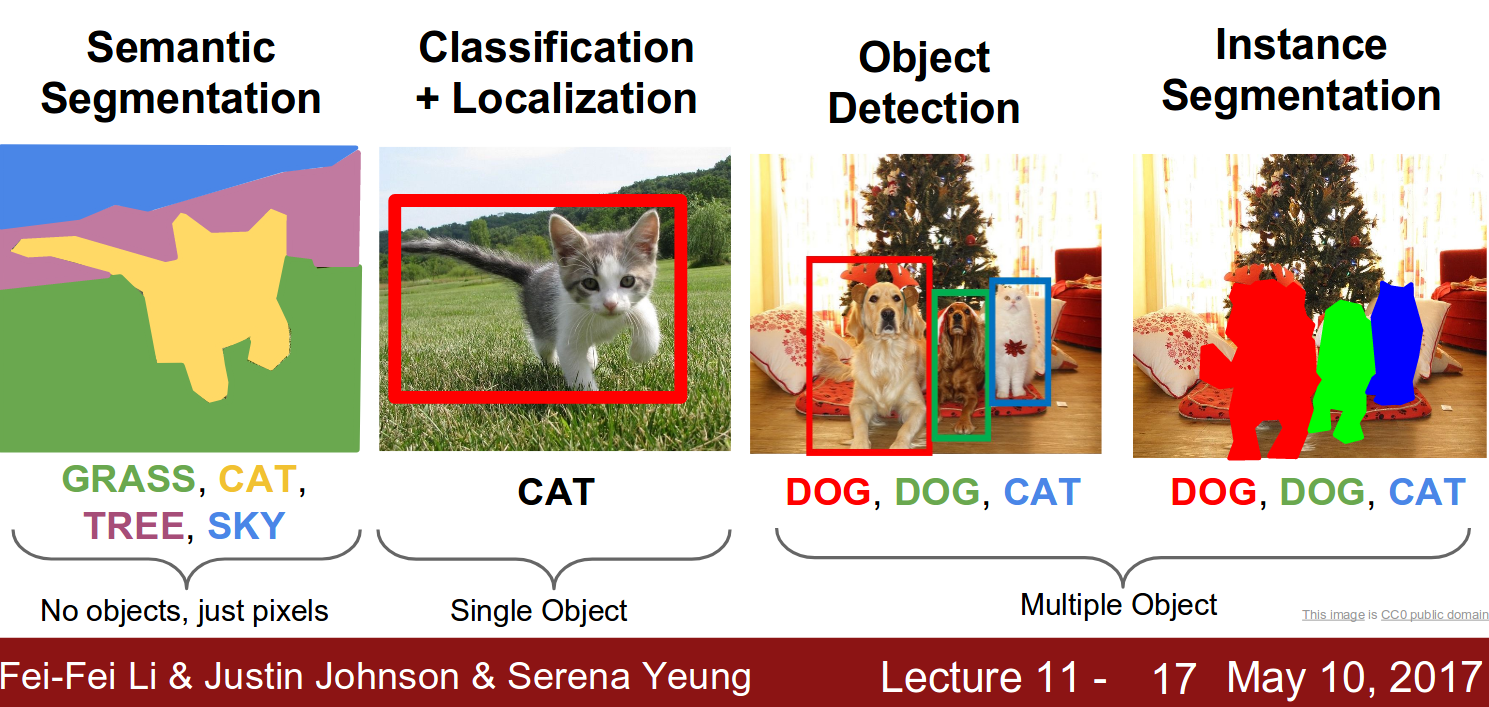 Semantic
Segmentation
Classification
+ Localization
Object
Detection
Instance
Segmentation
GRASS, CAT,
TREE, SKY
CAT
DOG, DOG, CAT
DOG, DOG, CAT
No objects, just pixels
Single Object
Multiple Object
This image is CC0 public domain
Fei-Fei Li & Justin Johnson & Serena Yeung
Lecture 11 - 17 May 10, 2017